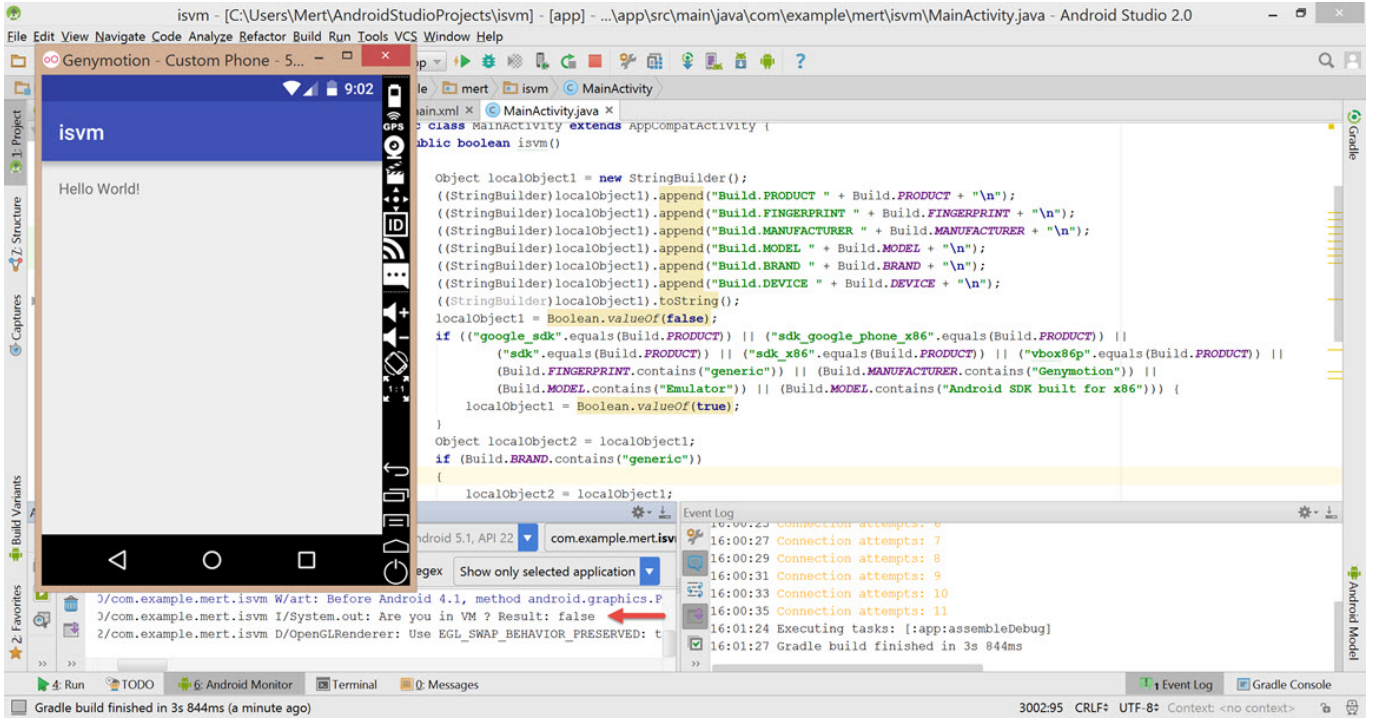 isvm - [C:\Users\Mert\AndroidStudioProjects\isvm] - [app] - ...\app\src\main\java\com\example\mert\isvm\MainActivity.java - Android Studio 2.0
File Edit View Navigate Code Analyze Refactor Build Run Tools VCS Window Help
Genymotion - Custom Phone - 5...
mert isvm MainActivity
MainActivity.java
9:02
GPS
isvm
Hello World!
ID
1:1
1: Project
Z: Structure
Captures
Build Variants
2: Favorites
Gradle
Android Model
class MainActivity extends AppCompatActivity {
boolean isvm()
Object localObject1 = new StringBuilder();
((StringBuilder)localObject1).append("Build.PRODUCT " + Build.PRODUCT + "\n");
((StringBuilder)localObject1).append("Build.FINGERPRINT " + Build.FINGERPRINT + "\n");
((StringBuilder)localObject1).append("Build.MANUFACTURER " + Build.MANUFACTURER + "\n");
((StringBuilder)localObject1).append("Build.MODEL " + Build.MODEL + "\n");
((StringBuilder)localObject1).append("Build.BRAND " + Build.BRAND + "\n");
((StringBuilder)localObject1).append("Build.DEVICE " + Build.DEVICE + "\n");
((StringBuilder)localObject1).toString();
localObject1 = Boolean.valueOf(false);
if (("google_sdk".equals(Build.PRODUCT)) || ("sdk_google_phone_x86".equals(Build.PRODUCT)) ||
("sdk".equals(Build.PRODUCT)) || ("sdk_x86".equals(Build.PRODUCT)) || ("vbox86p".equals(Build.PRODUCT)) ||
(Build.FINGERPRINT.contains("generic")) || (Build.MANUFACTURER.contains("Genymotion")) ||
(Build.MODEL.contains("Emulator")) || (Build.MODEL.contains("Android SDK built for x86"))) {
localObject1 = Boolean.valueOf(true);
}
Object localObject2 = localObject1;
if (Build.BRAND.contains("generic"))
{
localObject2 = localObject1;
5.1, API 22 com.example.mert.isv
Show only selected application
)/com.example.mert.isvm W/art: Before Android 4.1, method android.graphics.P
)/com.example.mert.isvm I/System.out: Are you in VM ? Result: false
2/com.example.mert.isvm D/OpenGLRenderer: Use EGL_SWAP_BEHAVIOR_PRESERVED: t
Event Log
16:00:25 Connection attempts: 6
16:00:27 Connection attempts: 7
16:00:29 Connection attempts: 8
16:00:31 Connection attempts: 9
16:00:33 Connection attempts: 10
16:00:35 Connection attempts: 11
16:01:24 Executing tasks: [:app:assembleDebug]
16:01:27 Gradle build finished in 3s 844ms
4: Run TODO 6: Android Monitor Terminal 0: Messages 1 Event Log Gradle Console
Gradle build finished in 3s 844ms (a minute ago) 3002:95 CRLF UTF-8 Context: <no context>